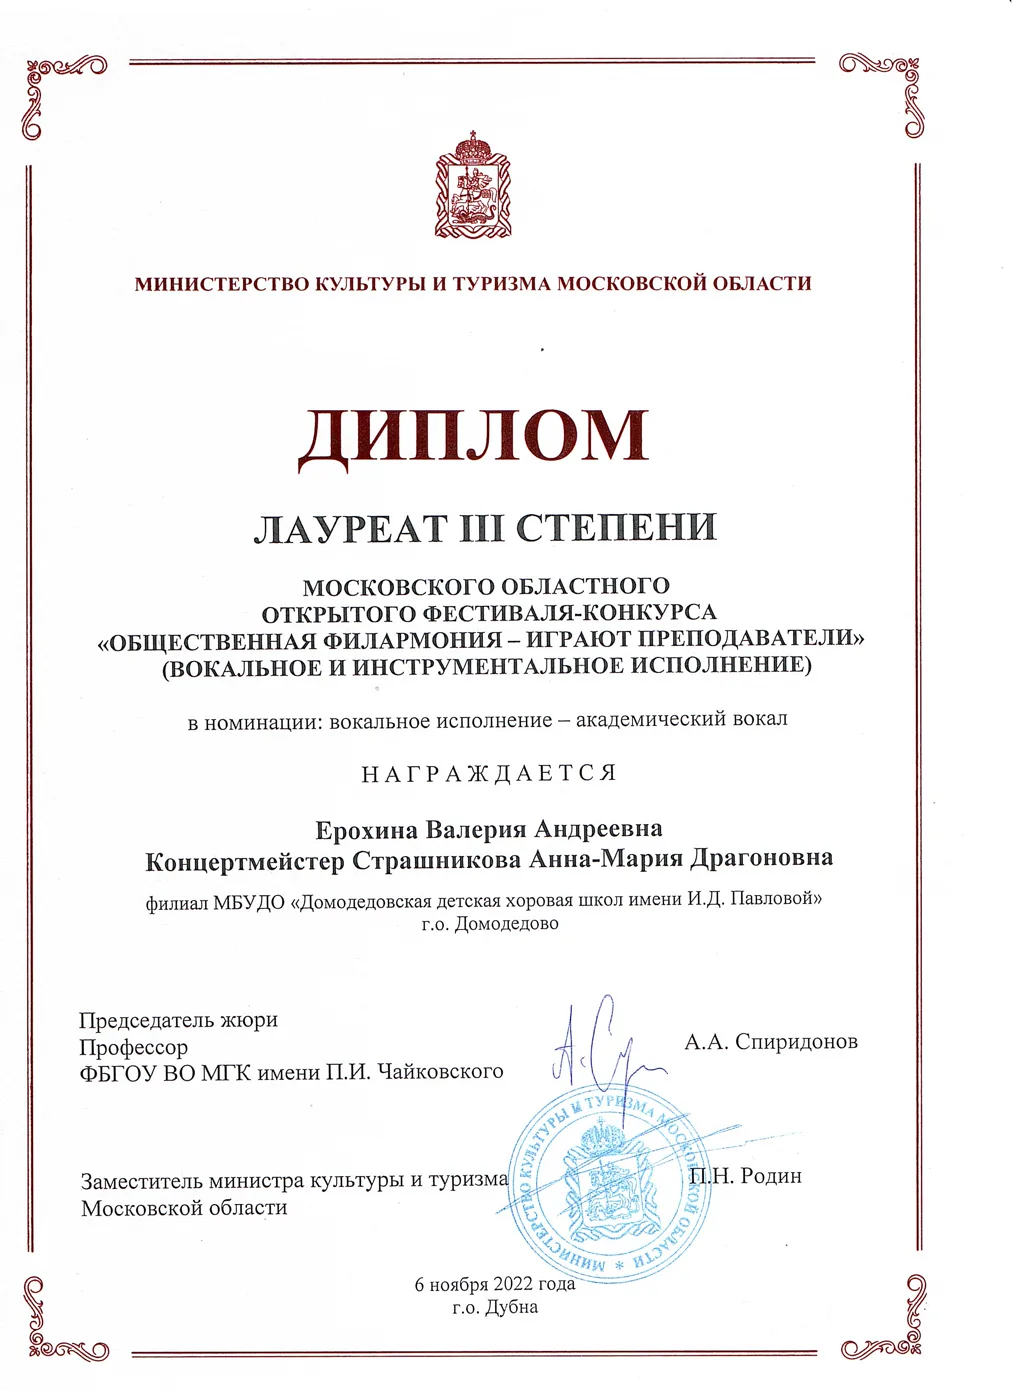 МИНИСТЕРСТВО КУЛЬТУРЫ И ТУРИЗМА МОСКОВСКОЙ ОБЛАСТИ
ДИПЛОМ
ЛАУРЕАТ III СТЕПЕНИ
МОСКОВСКОГО ОБЛАСТНОГО
ОТКРЫТОГО ФЕСТИВАЛЯ-КОНКУРСА
«ОБЩЕСТВЕННАЯ ФИЛАРМОНИЯ – ИГРАЮТ ПРЕПОДАВАТЕЛИ»
(ВОКАЛЬНОЕ И ИНСТРУМЕНТАЛЬНОЕ ИСПОЛНЕНИЕ)
в номинации: вокальное исполнение – академический вокал
Н А Г Р А Ж Д А Е Т С Я
Ерохина Валерия Андреевна
Концертмейстер Страшникова Анна-Мария Драгоновна
филиал МБУДО «Домодедовская детская хоровая школ имени И.Д. Павловой»
г.о. Домодедово
Председатель жюри
Профессор
ФБГОУ ВО МГК имени П.И. Чайковского
А.А. Спиридонов
Заместитель министра культуры и туризма
Московской области
П.Н. Родин
МИНИСТЕРСТВО КУЛЬТУРЫ И ТУРИЗМА МОСКОВСКОЙ ОБЛАСТИ *
6 ноября 2022 года
г.о. Дубна